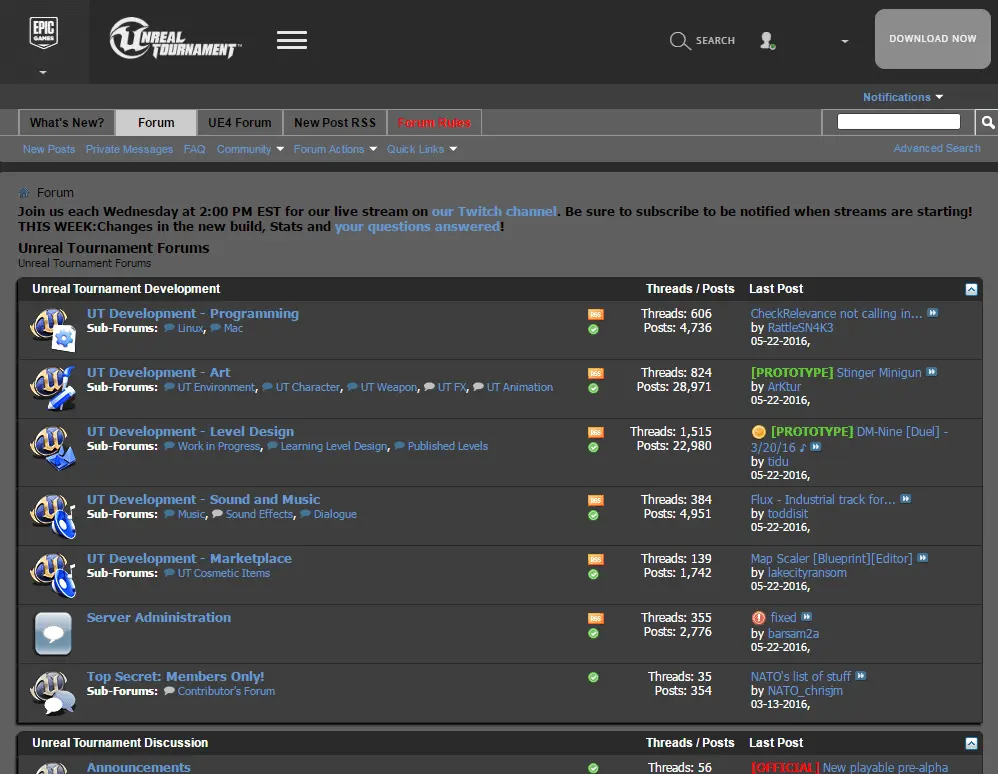 EPIC GAMES
UNREAL TOURNAMENT
SEARCH
DOWNLOAD NOW
Notifications
What's New?
Forum
UE4 Forum
New Post RSS
Forum Rules
New Posts
Private Messages
FAQ
Community
Forum Actions
Quick Links
Advanced Search
Forum
Join us each Wednesday at 2:00 PM EST for our live stream on our Twitch channel. Be sure to subscribe to be notified when streams are starting!
THIS WEEK:Changes in the new build, Stats and your questions answered!
Unreal Tournament Forums
Unreal Tournament Forums
Unreal Tournament Development
Threads / Posts
Last Post
UT Development - Programming
Sub-Forums: Linux, Mac
RSS
Threads: 606
Posts: 4,736
CheckRelevance not calling in...
by RattleSN4K3
05-22-2016,
UT Development - Art
Sub-Forums: UT Environment, UT Character, UT Weapon, UT FX, UT Animation
RSS
Threads: 824
Posts: 28,971
[PROTOTYPE] Stinger Minigun
by ArKtur
05-22-2016,
UT Development - Level Design
Sub-Forums: Work in Progress, Learning Level Design, Published Levels
RSS
Threads: 1,515
Posts: 22,980
[PROTOTYPE] DM-Nine [Duel] -
3/20/16 ♪
by tidu
05-22-2016,
UT Development - Sound and Music
Sub-Forums: Music, Sound Effects, Dialogue
RSS
Threads: 384
Posts: 4,951
Flux - Industrial track for...
by toddisit
05-22-2016,
UT Development - Marketplace
Sub-Forums: UT Cosmetic Items
RSS
Threads: 139
Posts: 1,742
Map Scaler [Blueprint][Editor]
by lakecityransom
05-22-2016,
Server Administration
RSS
Threads: 355
Posts: 2,776
fixed
by barsam2a
05-22-2016,
Top Secret: Members Only!
Sub-Forums: Contributor's Forum
Threads: 35
Posts: 354
NATO's list of stuff
by NATO_chrisjm
03-13-2016,
Unreal Tournament Discussion
Threads / Posts
Last Post
Announcements
Threads: 56
[OFFICIAL] New playable pre-alpha